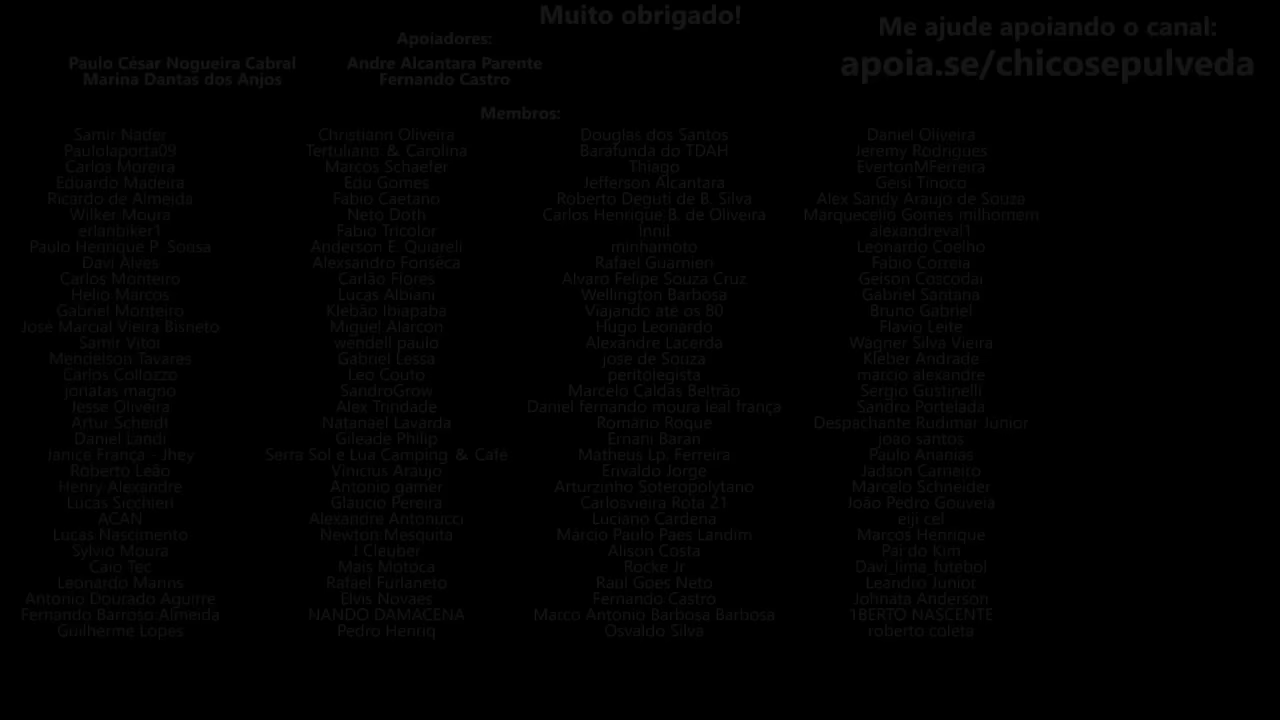 Muito obrigado!
Me ajude apoiando o canal:
apoia.se/chicosepulveda
Apoiadores:
Paulo César Nogueira Cabral
Marina Dantas dos Anjos
Andre Alcantara Parente
Fernando Castro
Membros:
Samir Nader
Paulolaporta09
Carlos Moreira
Eduardo Madeira
Ricardo de Almeida
Wilker Moura
erlanbiker1
Paulo Henrique P. Sousa
Davi Alves
Carlos Monteiro
Helio Marcos
Gabriel Monteiro
José Marcial Vieira Bisneto
Samir Vitor
Mendelson Tavares
Carlos Collozzo
jonatas magno
Jesse Oliveira
Artur Scheidt
Daniel Landi
Janice França - Jhey
Roberto Leão
Henry Alexandre
Lucas Sicchieri
ACAN
Lucas Nascimento
Sylvio Moura
Caio Tec
Leonardo Marins
Antonio Dourado Aguirre
Fernando Barroso Almeida
Guilherme Lopes
Christiann Oliveira
Tertuliano & Carolina
Marcos Schaefer
Edu Gomes
Fabio Caetano
Neto Doth
Fabio Tricolor
Anderson E. Quiareli
Alexsandro Fonseca
Carlão Flores
Lucas Albiani
Klebão Ibiapaba
Miguel Alarcon
wendell paulo
Gabriel Lessa
Leo Couto
SandroGrow
Alex Trindade
Natanael Lavarda
Gileade Philip
Serra Sol e Lua Camping & Café
Vinicius Araujo
Antonio gamer
Glaucio Pereira
Alexandre Antonucci
Newton Mesquita
J Cleuber
Mais Motoca
Rafael Furlaneto
Elvis Novaes
NANDO DAMACENA
Pedro Henriq
Douglas dos Santos
Barafunda do TDAH
Thiago
Jefferson Alcantara
Roberto Deguti de B. Silva
Carlos Henrique B. de Oliveira
minhamoto
Rafael Guarnieri
Alvaro Felipe Souza Cruz
Wellington Barbosa
Viajando até os 80
Hugo Leonardo
Alexandre Lacerda
jose de Souza
peritolegista
Marcelo Caldas Beltrão
Daniel fernando moura leal frança
Romario Roque
Ernani Baran
Matheus Lp. Ferreira
Erivaldo Jorge
Arturzinho Soteropolytano
Carlosvieira Rota 21
Luciano Cardena
Márcio Paulo Paes Landim
Alison Costa
Rocke Jr
Raul Goes Neto
Fernando Castro
Marco Antonio Barbosa Barbosa
Osvaldo Silva
Daniel Oliveira
Jeremy Rodrigues
EvertonMFerreira
Geisi Tinoco
Alex Sandy Araujo de Souza
Marquecelio Gomes milhomem
alexandreval1
Leonardo Coelho
Fabio Correia
Geison Coscodai
Gabriel Santana
Bruno Gabriel
Flavio Leite
Wagner Silva Vieira
Kleber Andrade
marcio alexandre
Sergio Gustinelli
Sandro Portelada
Despachante Rudimar Junior
joao santos
Paulo Ananias
Jadson Carneiro
Marcelo Schneider
João Pedro Gouveia
eiji cel
Marcos Henrique
Pai do Kim
Davi_lima_futebol
Leandro Junior
Johnata Anderson
1BERTO NASCENTE
roberto coleta